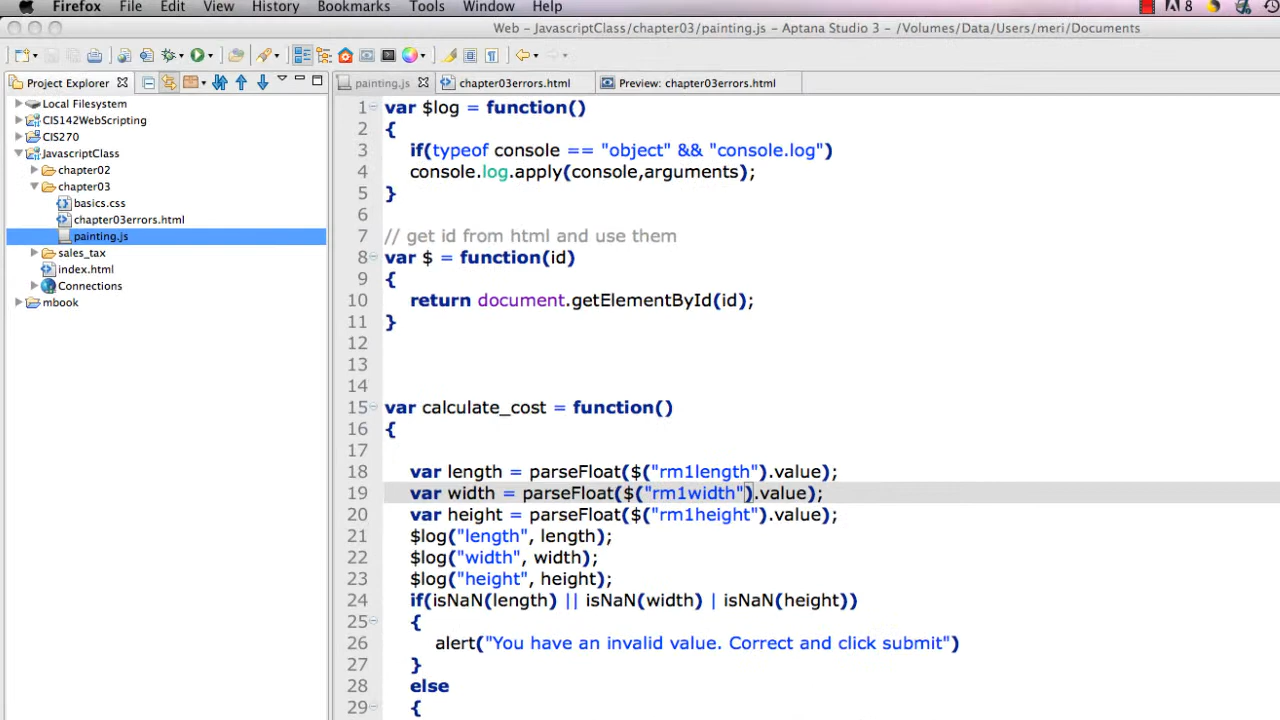 Firefox File Edit View History Bookmarks Tools Window Help 8
Web – JavascriptClass/chapter03/painting.js – Aptana Studio 3 – /Volumes/Data/Users/meri/Documents
Project Explorer
painting.js
chapter03errors.html
Preview: chapter03errors.html
Local Filesystem
CIS142WebScripting
CIS270
JavascriptClass
chapter02
chapter03
basics.css
chapter03errors.html
painting.js
sales_tax
index.html
Connections
mbook
1 var $log = function()
2 {
3 if(typeof console == "object" && "console.log")
4 console.log.apply(console,arguments);
5 }
6
7 // get id from html and use them
8 var $ = function(id)
9 {
10 return document.getElementById(id);
11 }
12
13
14
15 var calculate_cost = function()
16 {
17
18 var length = parseFloat($("rm1length").value);
19 var width = parseFloat($("rm1width").value);
20 var height = parseFloat($("rm1height").value);
21 $log("length", length);
22 $log("width", width);
23 $log("height", height);
24 if(isNaN(length) || isNaN(width) | isNaN(height))
25 {
26 alert("You have an invalid value. Correct and click submit")
27 }
28 else
29 {